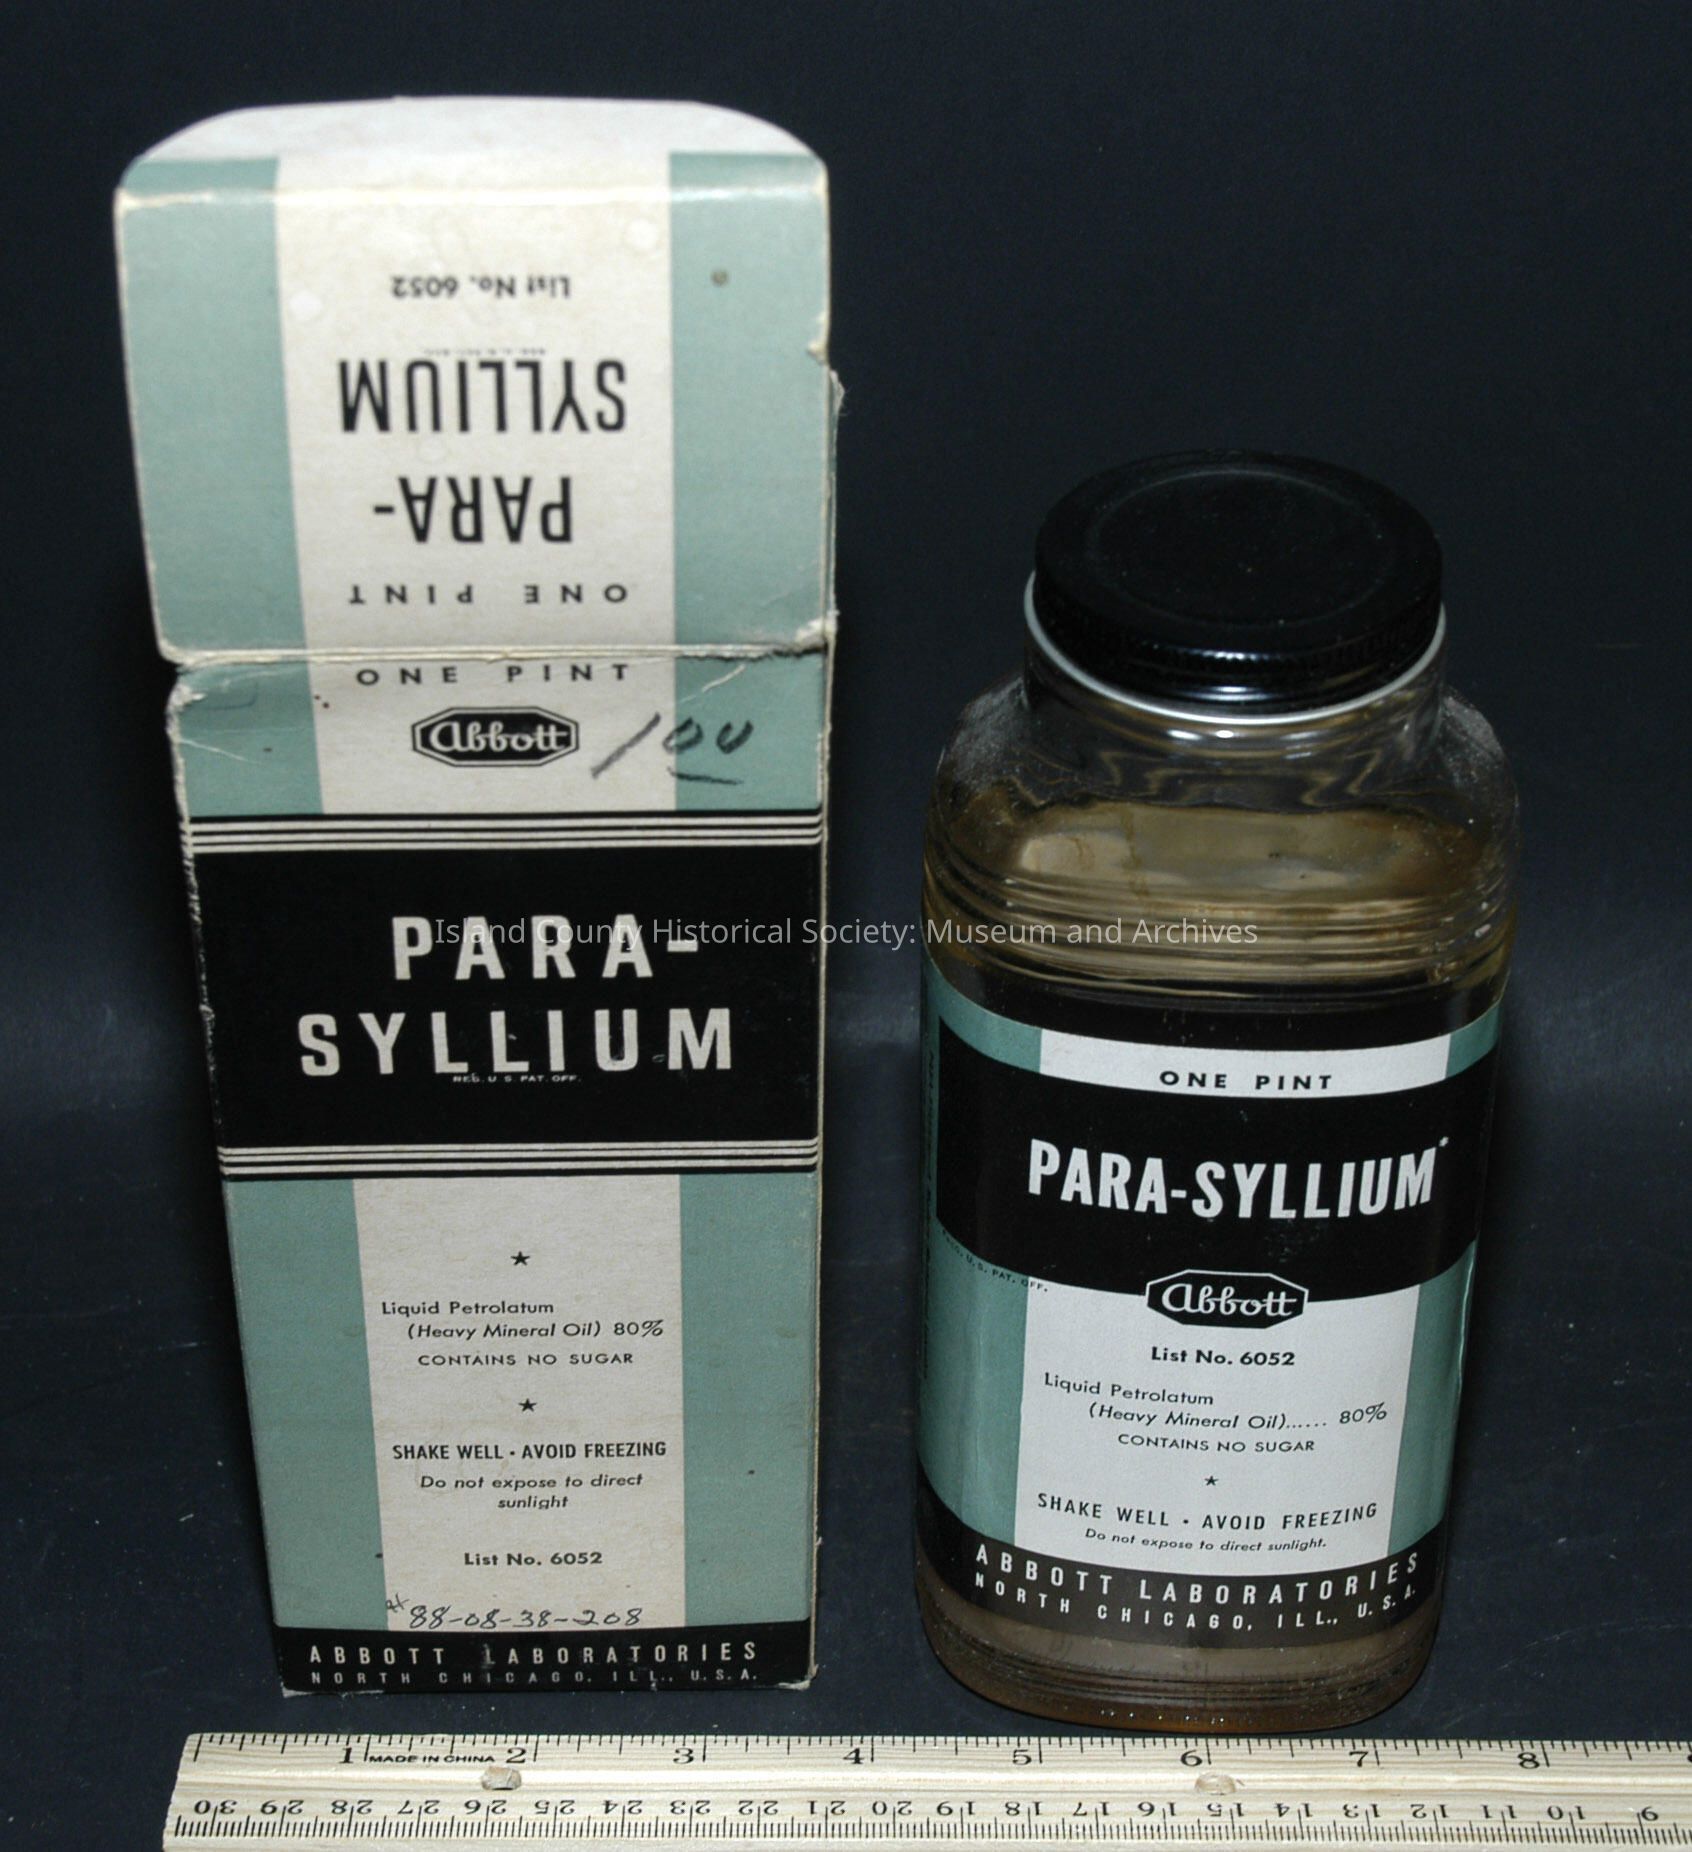 List No. 6052
SYLLIUM
PARA-
ONE PINT
ONE PINT
Abbott
100
PARA-
SYLLIUM
REG. U.S. PAT. OFF.
★
Liquid Petrolatum
(Heavy Mineral Oil) 80%
CONTAINS NO SUGAR
★
SHAKE WELL · AVOID FREEZING
Do not expose to direct
sunlight
List No. 6052
88-08-38-208
ABBOTT LABORATORIES
NORTH CHICAGO, ILL., U.S.A.
ONE PINT
PARA-SYLLIUM*
REG. U.S. PAT. OFF.
Abbott
List No. 6052
Liquid Petrolatum
(Heavy Mineral Oil)...... 80%
CONTAINS NO SUGAR
★
SHAKE WELL · AVOID FREEZING
Do not expose to direct sunlight.
ABBOTT LABORATORIES
NORTH CHICAGO, ILL., U.S.A.
Island County Historical Society: Museum and Archives
1 MADE IN CHINA 2 3 4 5 6 7 8
30 29 28 27 26 25 24 23 22 21 20 19 18 17 16 15 14 13 12 11 10 9